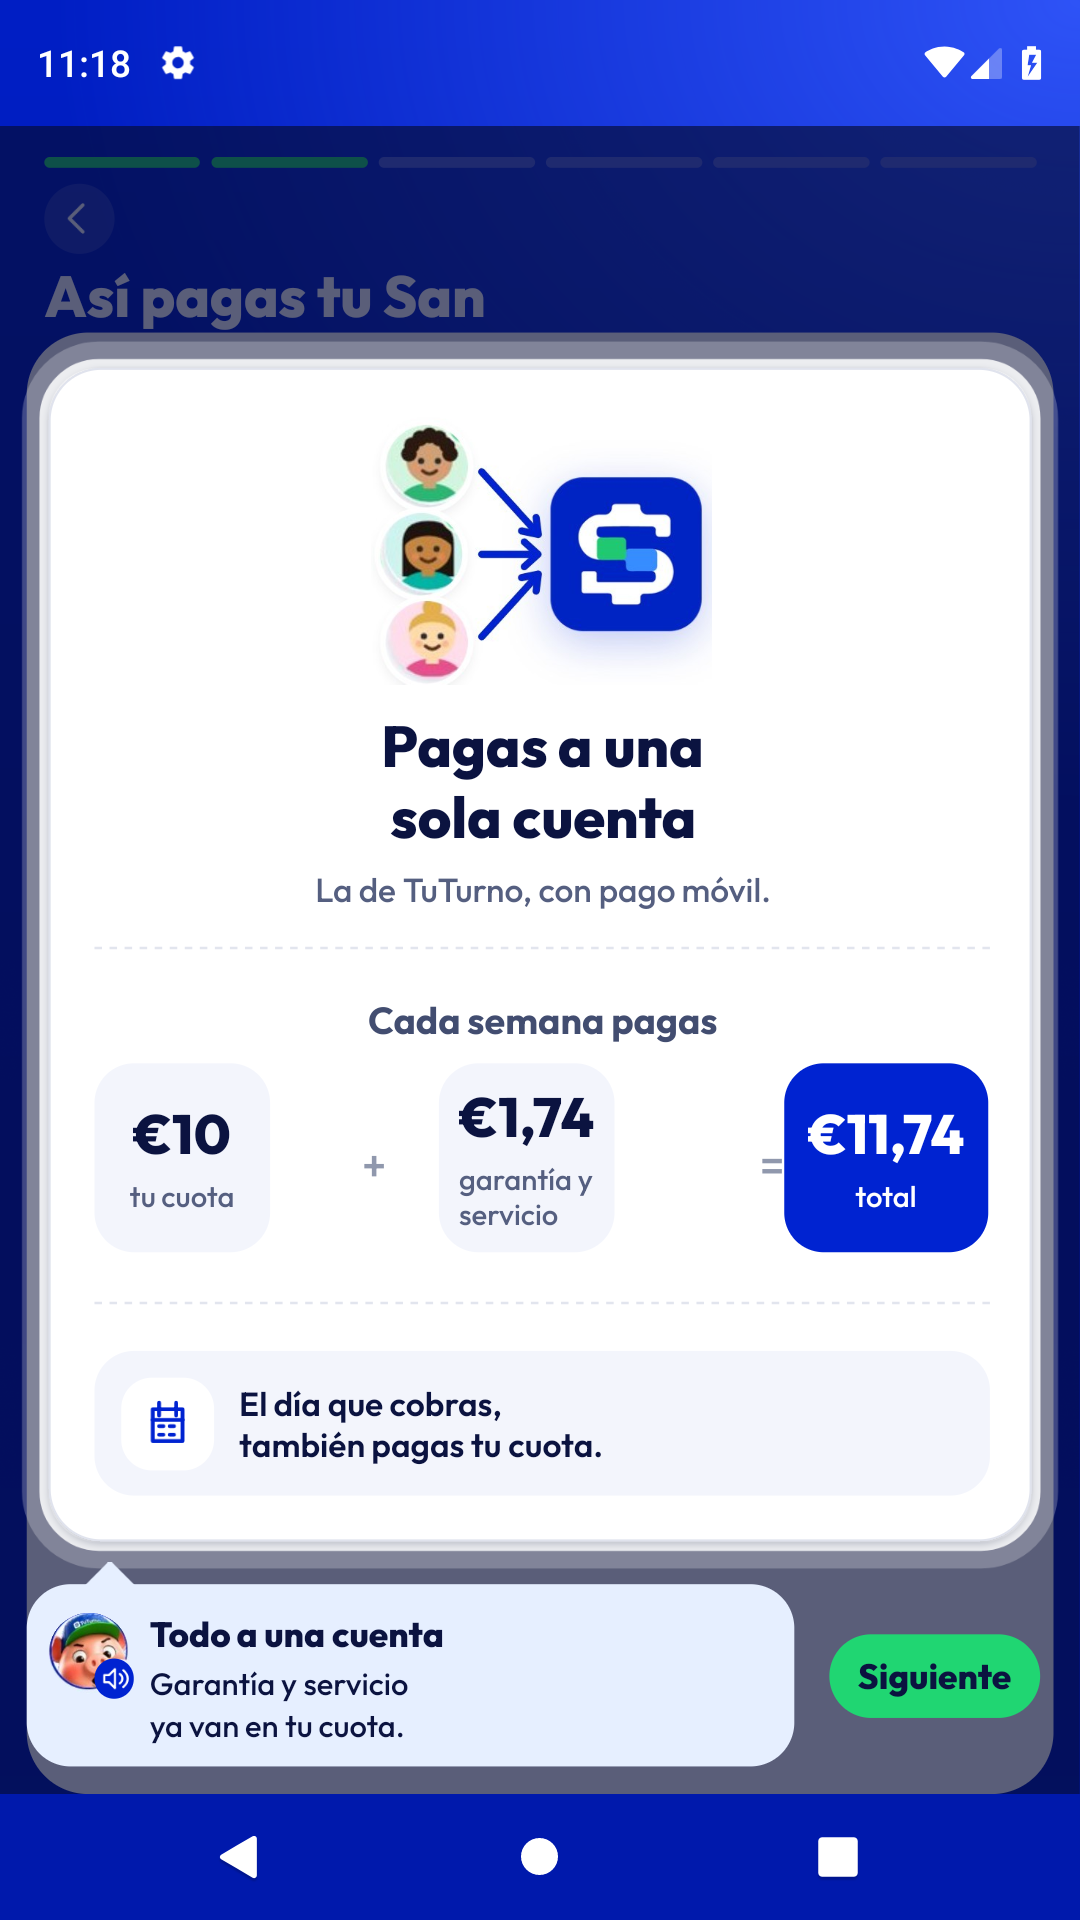 11:18
Así pagas tu San
Pagas a una
sola cuenta
La de TuTurno, con pago móvil.
Cada semana pagas
€10
tu cuota
+
€1,74
garantía y
servicio
=
€11,74
total
El día que cobras,
también pagas tu cuota.
Todo a una cuenta
Garantía y servicio
ya van en tu cuota.
Siguiente